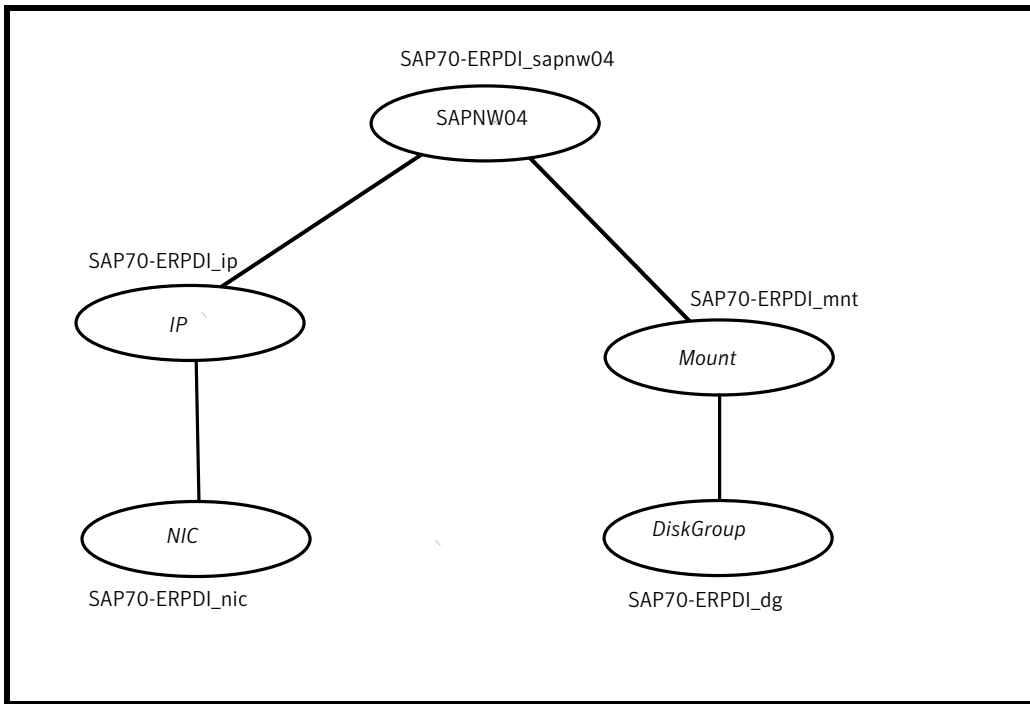 SAP70-ERPDI_sapnw04
SAPNW04
SAP70-ERPDI_ip
IP
SAP70-ERPDI_mnt
Mount
NIC
DiskGroup
SAP70-ERPDI_nic
SAP70-ERPDI_dg